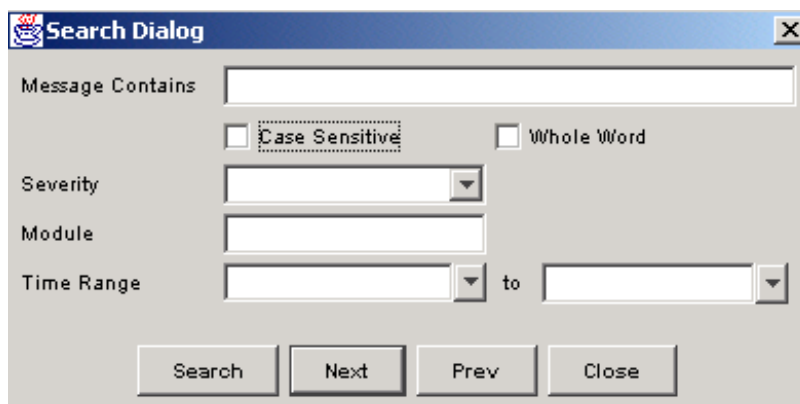 Search Dialog
Message Contains
Case Sensitive Whole Word
Severity
Module
Time Range to
Search Next Prev Close